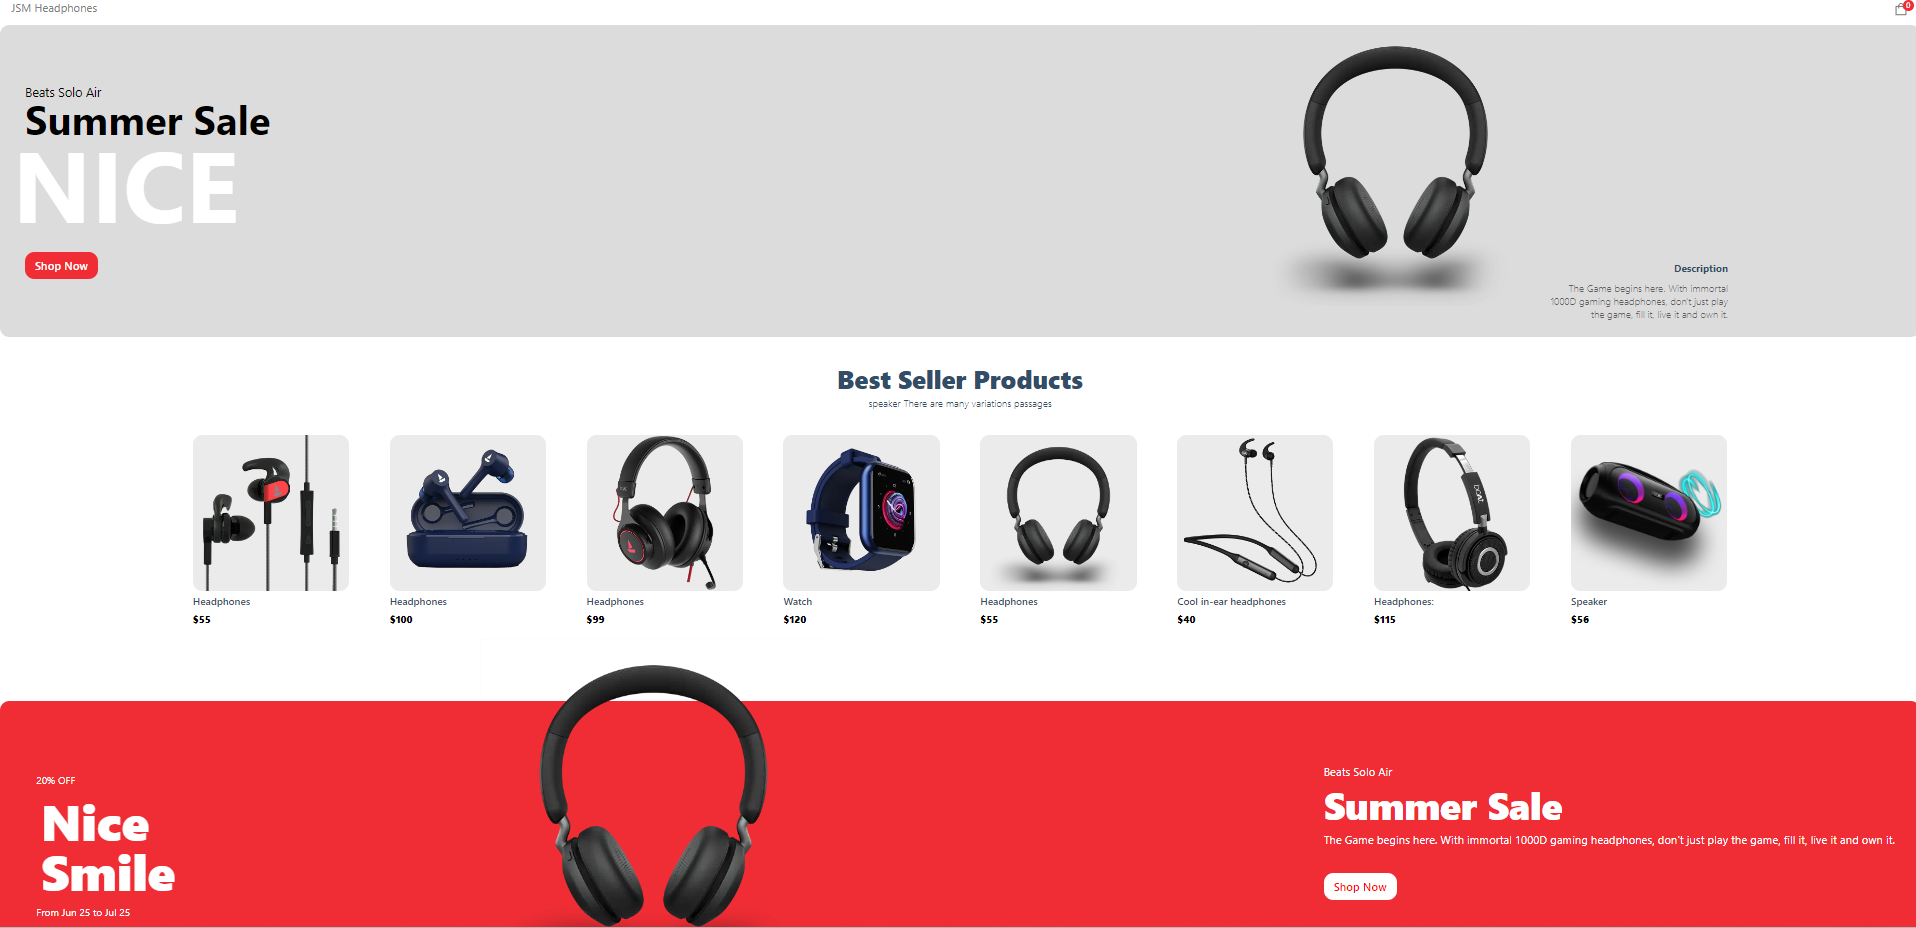 JSM Headphones
0
Beats Solo Air
Summer Sale
NICE
Shop Now
Description
The Game begins here. With immortal
1000D gaming headphones, don't just play
the game, fill it, live it and own it.
Best Seller Products
speaker There are many variations passages
Headphones
$55
Headphones
$100
Headphones
$99
Watch
$120
Headphones
$55
Cool in-ear headphones
$40
Headphones:
$115
Speaker
$56
20% OFF
Nice
Smile
From Jun 25 to Jul 25
Beats Solo Air
Summer Sale
The Game begins here. With immortal 1000D gaming headphones, don't just play the game, fill it, live it and own it.
Shop Now